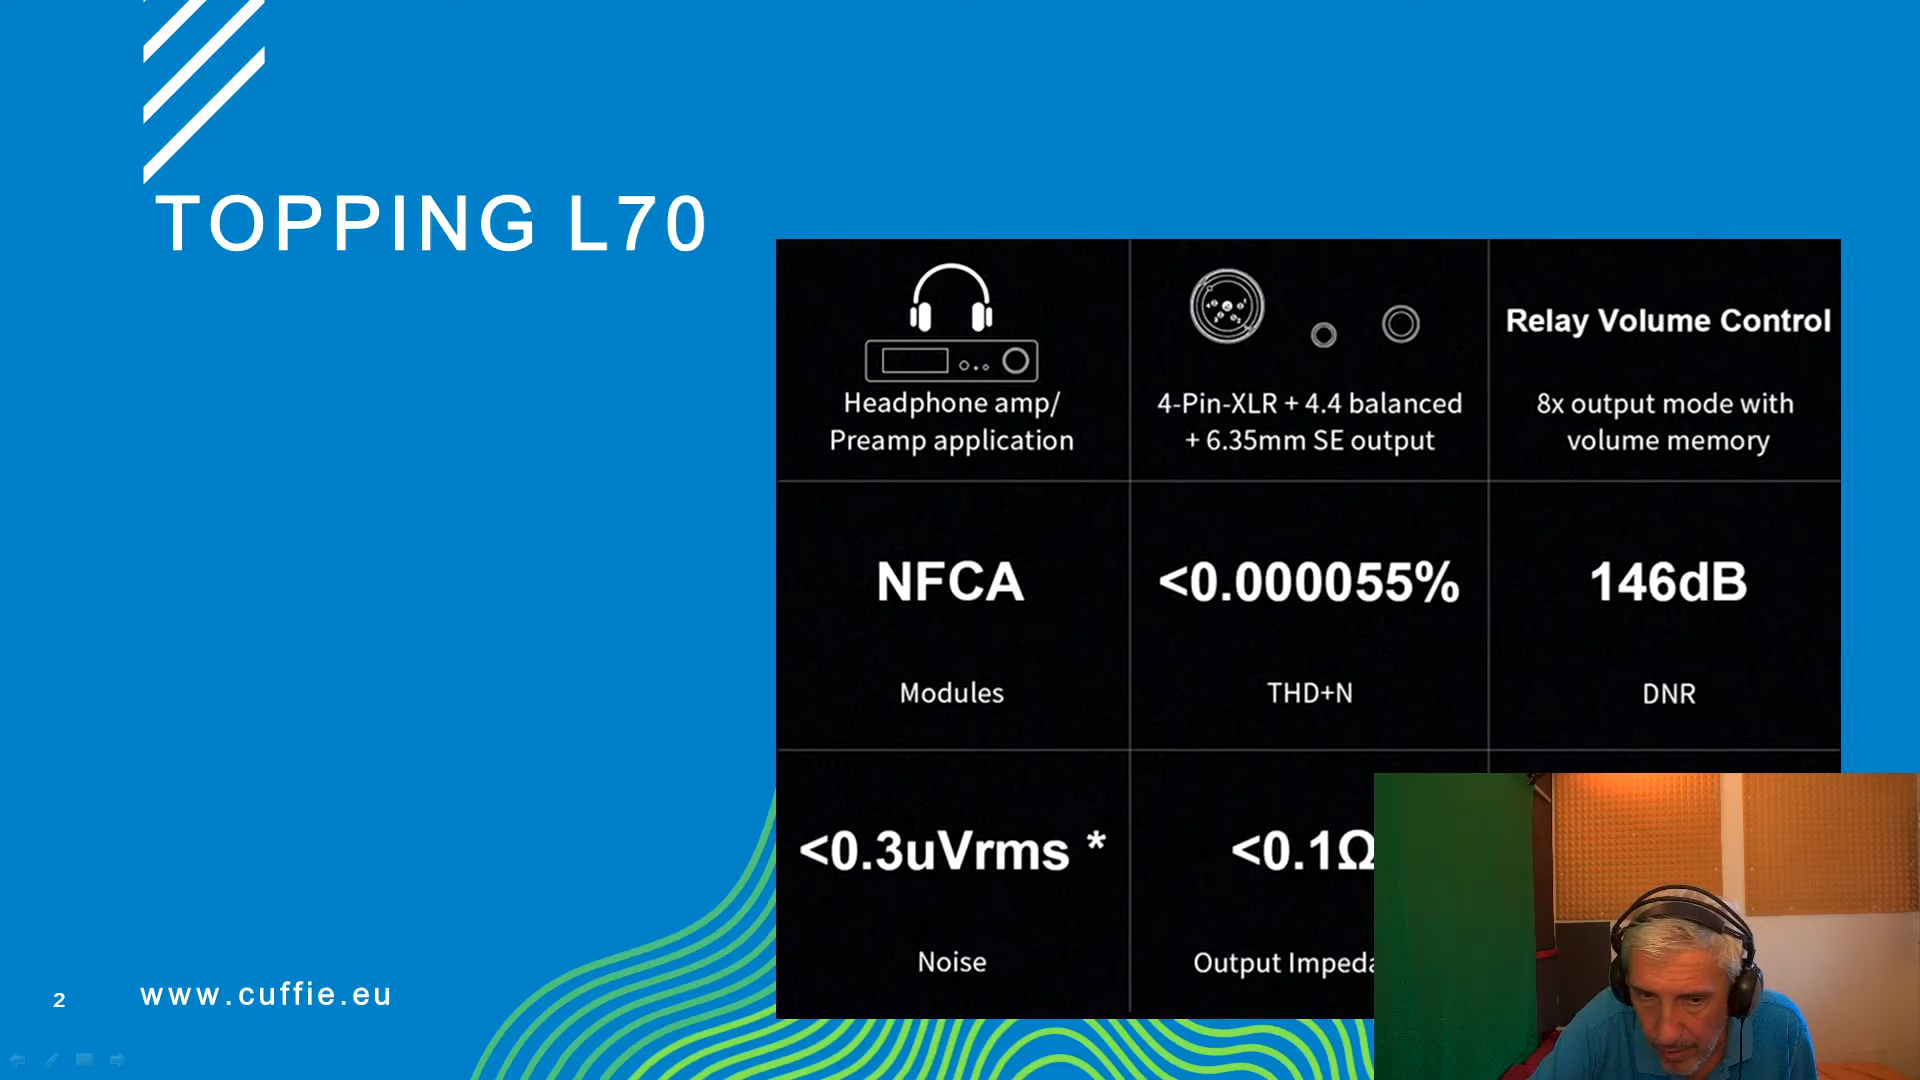 TOPPING L70
Headphone amp/
Preamp application
4-Pin-XLR + 4.4 balanced
+ 6.35mm SE output
Relay Volume Control
8x output mode with
volume memory
NFCA
Modules
<0.000055%
THD+N
146dB
DNR
<0.3uVrms *
Noise
<0.1Ω
Output
2
www.cuffie.eu